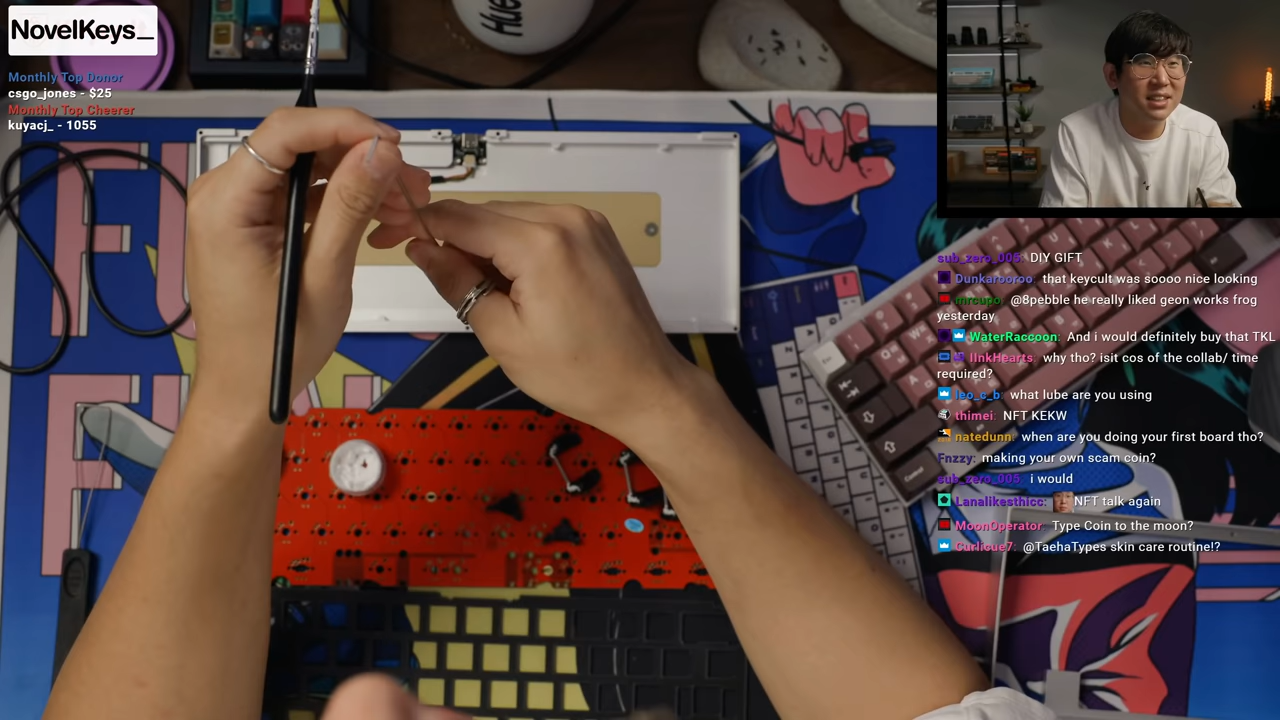 NovelKeys_
Monthly Top Donor
csgo_jones - $25
Monthly Top Cheerer
kuyacj_ - 1055
Hue
sub_zero_005: DIY GIFT
Dunkarooroo: that keycult was soooo nice looking
mrcupo: @8pebble he really liked geon works frog
yesterday
WaterRaccoon: And i would definitely buy that TKL
IInkHearts: why tho? isit cos of the collab/ time
required?
leo_c_b: what lube are you using
thimei: NFT KEKW
natedunn: when are you doing your first board tho?
Fnzzy: making your own scam coin?
sub_zero_005: i would
Lanalikesthicc: NFT talk again
MoonOperator: Type Coin to the moon?
Curlicue7: @TaehaTypes skin care routine!?